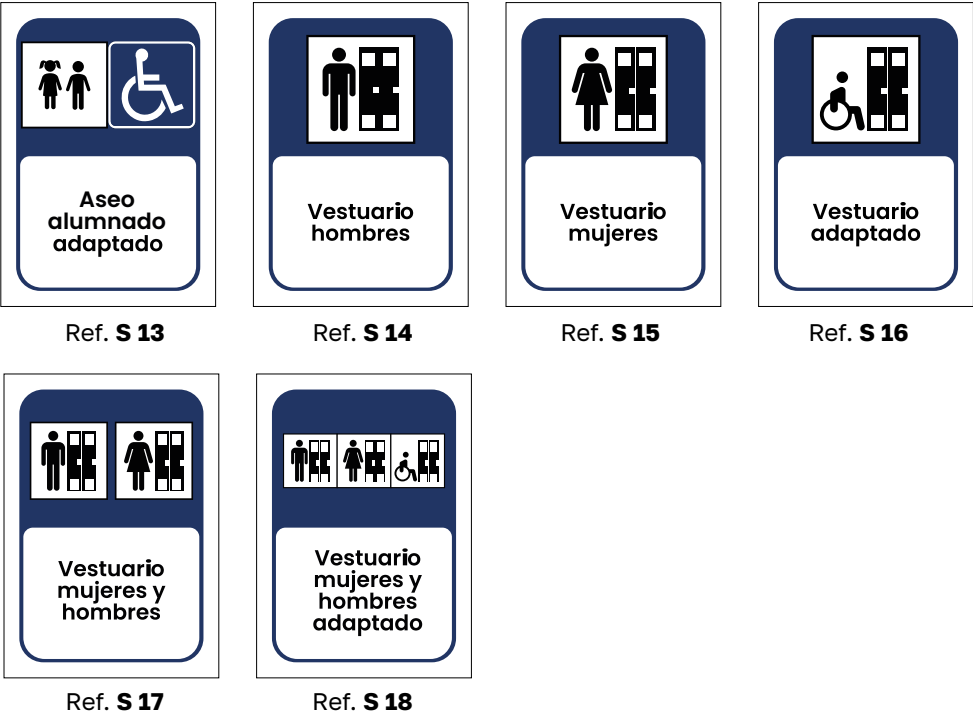 Aseo
alumnado
adaptado
Ref. S 13
Vestuario
hombres
Ref. S 14
Vestuario
mujeres
Ref. S 15
Vestuario
adaptado
Ref. S 16
Vestuario
mujeres y
hombres
Ref. S 17
Vestuario
mujeres y
hombres
adaptado
Ref. S 18